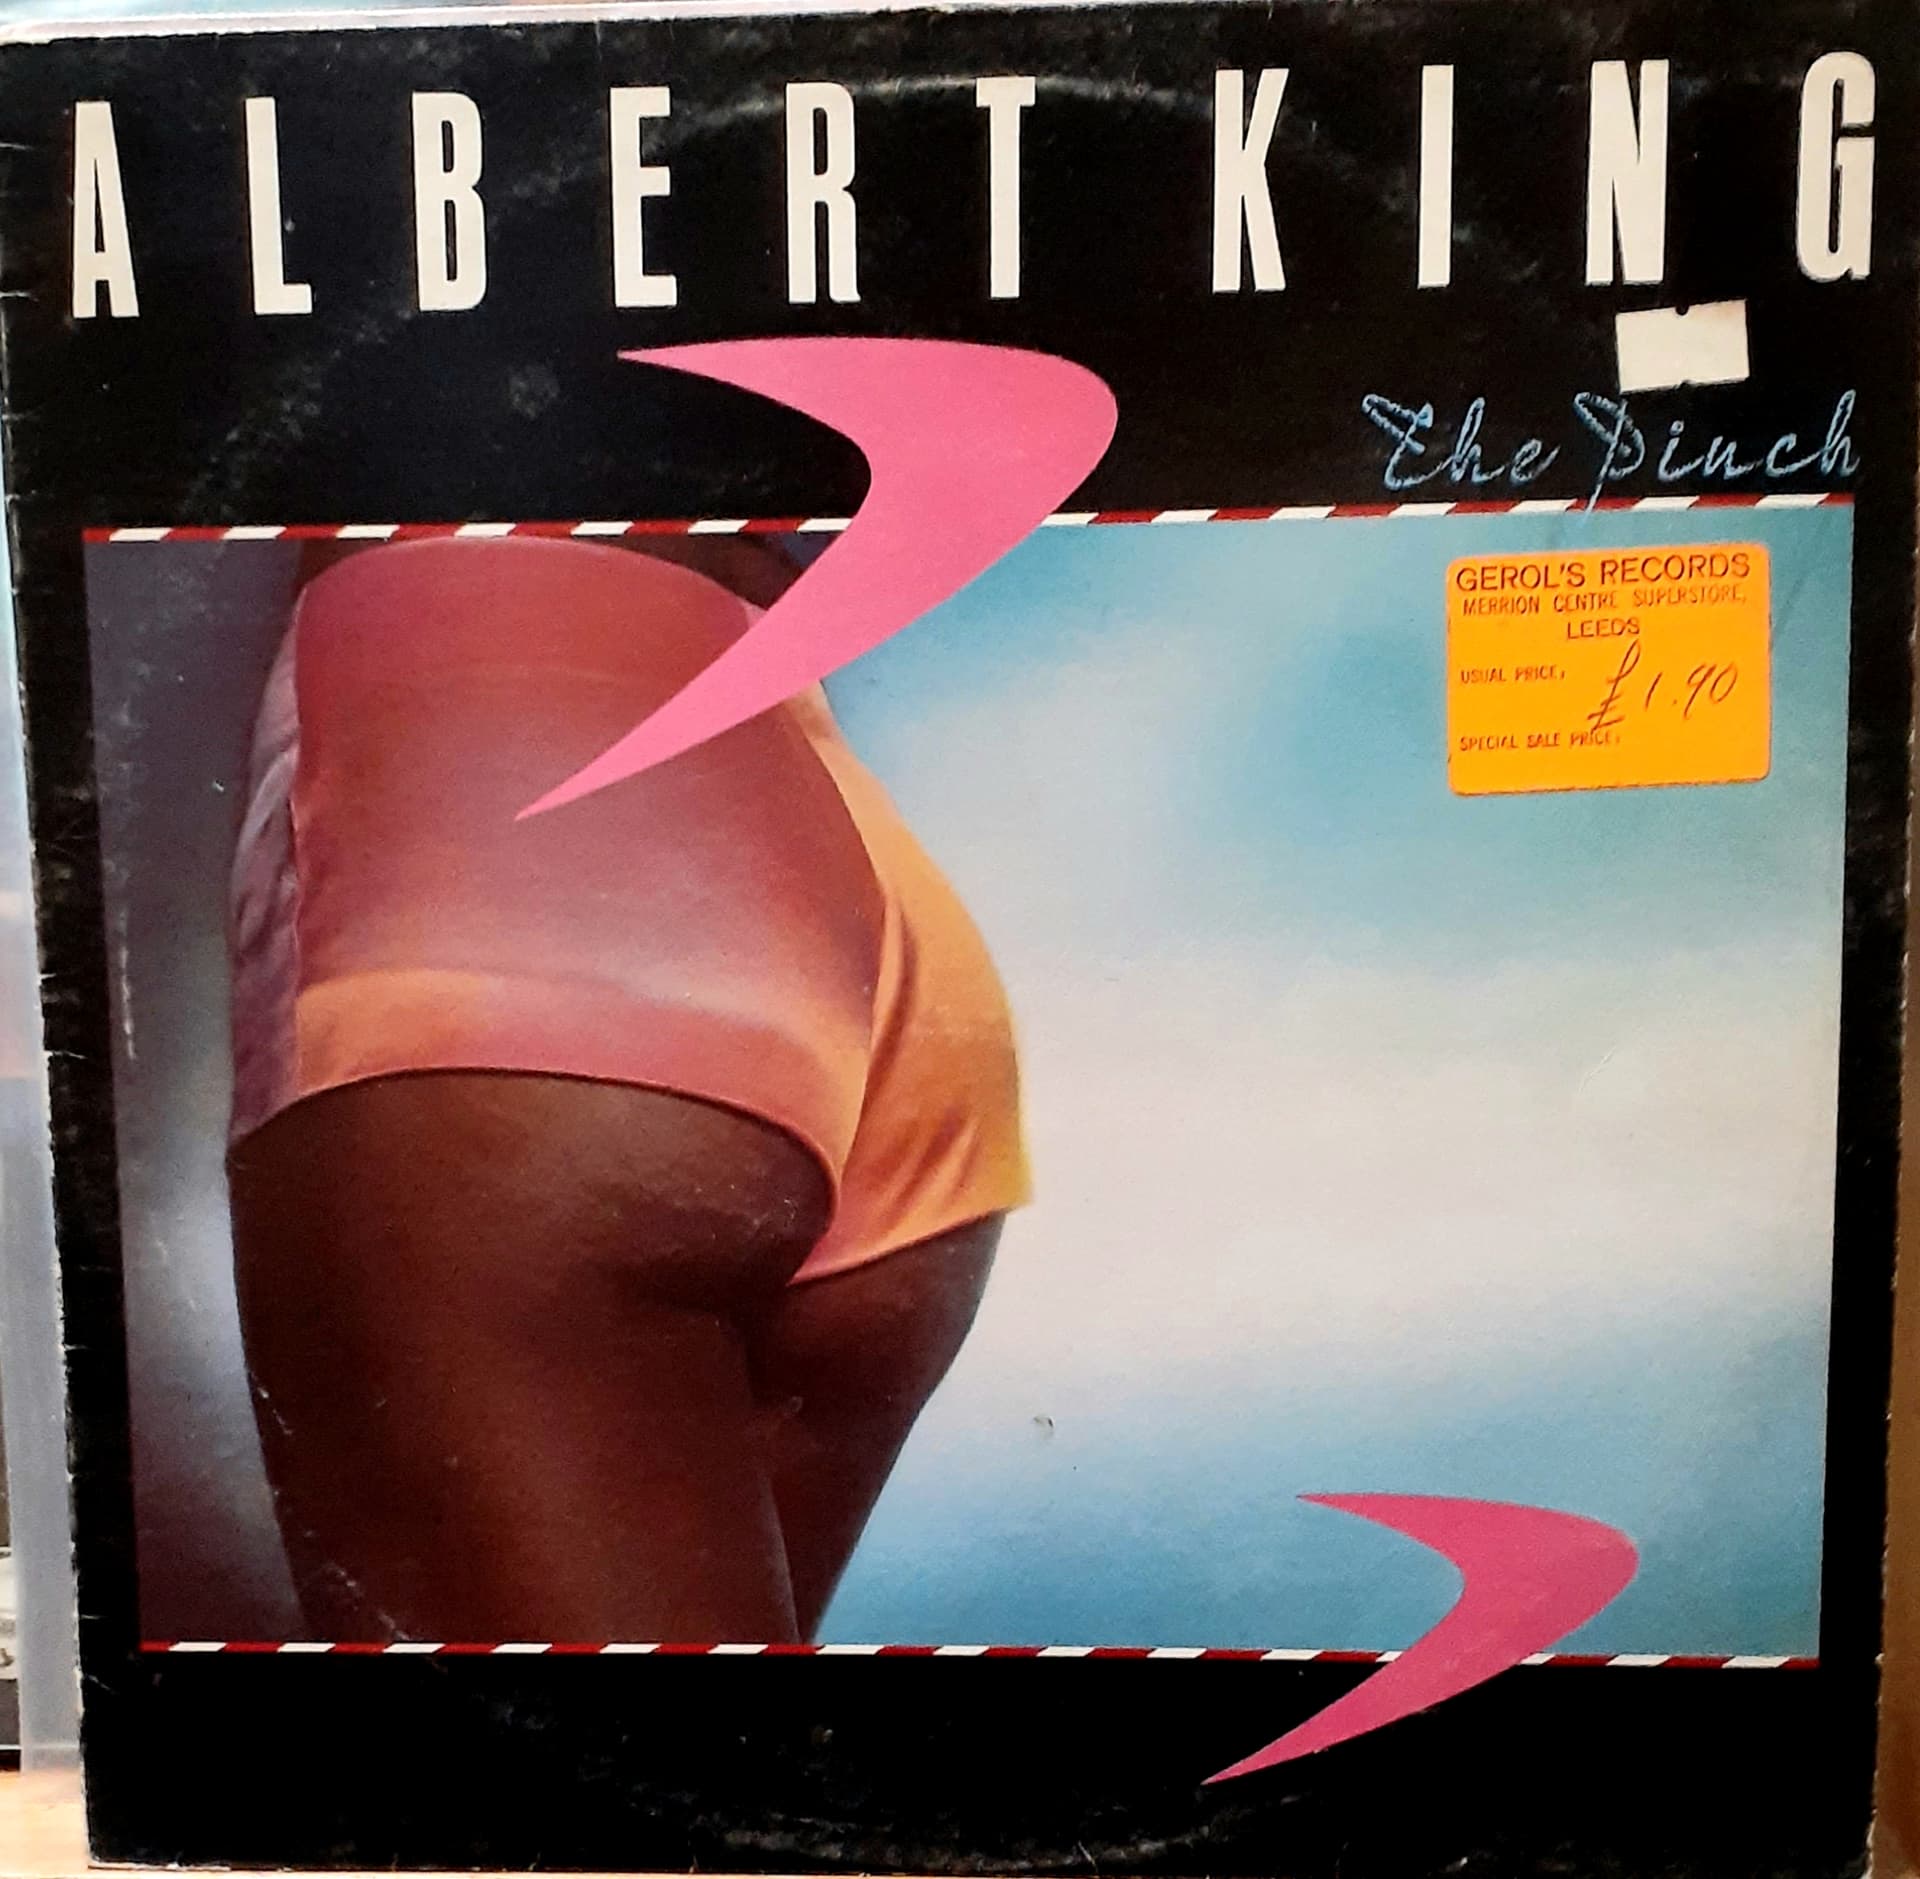 ALBERT KING
The Pinch
GEROL'S RECORDS
MERRION CENTRE SUPERSTORE,
LEEDS
USUAL PRICE, £1.90
SPECIAL SALE PRICE,